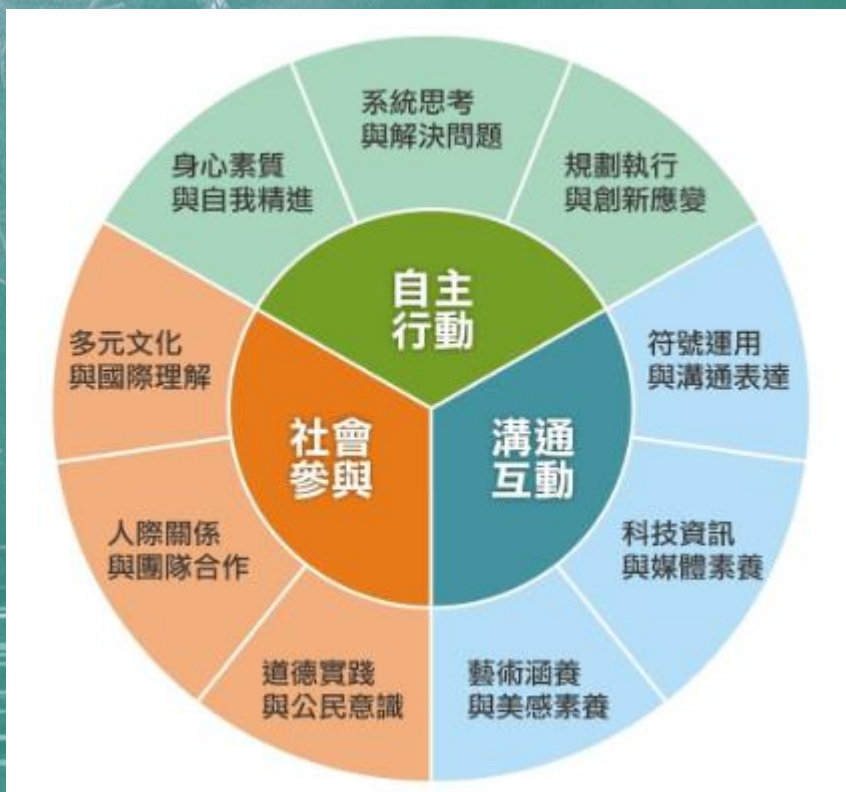 系統思考
與解決問題
身心素質
與自我精進
規劃執行
與創新應變
自主
行動
多元文化
與國際理解
符號運用
與溝通表達
社會
參與
溝通
互動
人際關係
與團隊合作
科技資訊
與媒體素養
道德實踐
與公民意識
藝術涵養
與美感素養